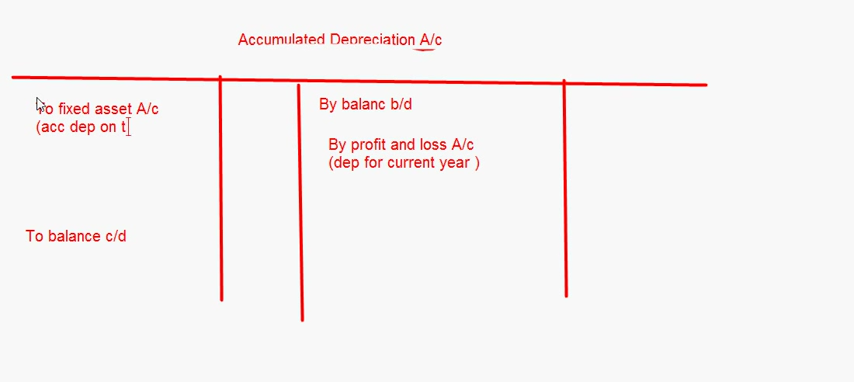 Accumulated Depreciation A/c
To fixed asset A/c
(acc dep on t
By balanc b/d
By profit and loss A/c
(dep for current year )
To balance c/d